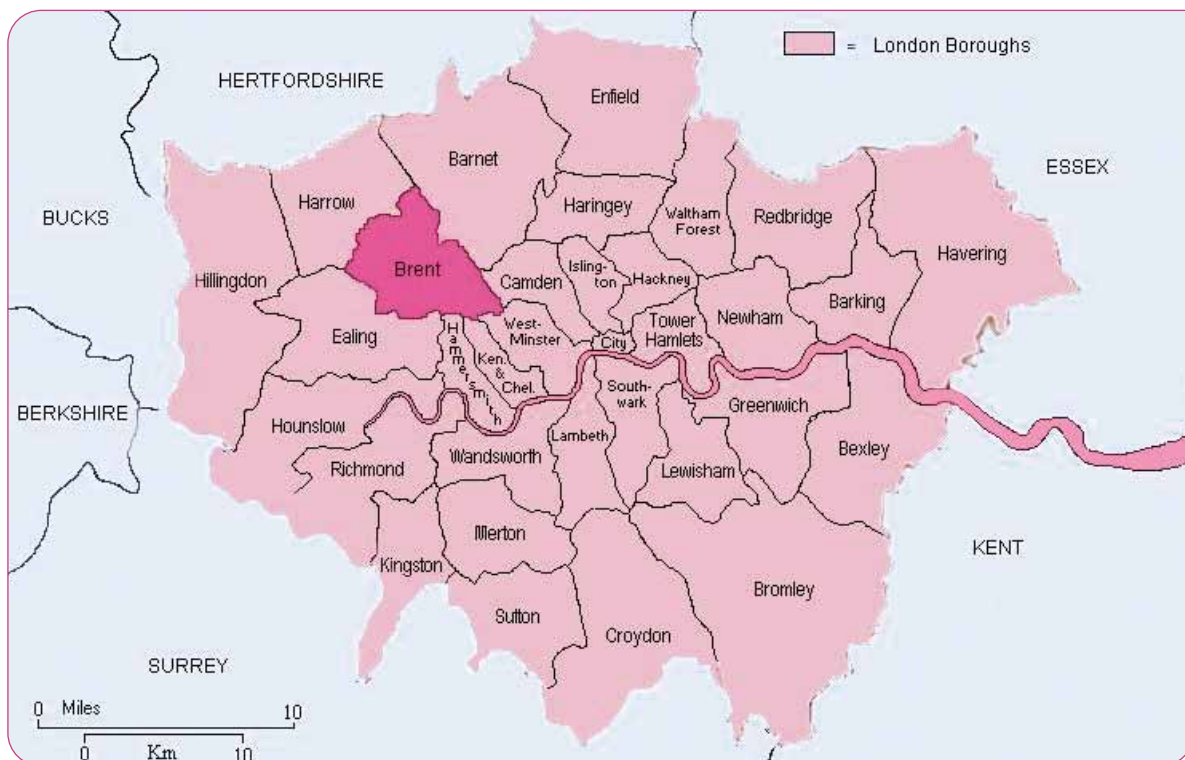 = London Boroughs
HERTFORDSHIRE
Enfield
Barnet
ESSEX
Harrow
Haringey
Waltham
Forest
Redbridge
BUCKS
Havering
Brent
Hillingdon
Camden
Isling-
ton
Hackney
Barking
West-
Minster
Tower
Hamlets
Newham
Ealing
Hammersmith
Ken.
&
Chel.
City
South-
wark
Greenwich
BERKSHIRE
Hounslow
Richmond
Wandsworth
Lambeth
Lewisham
Bexley
Merton
KENT
Kingston
Bromley
Sutton
Croydon
SURREY
0 Miles 10
0 Km 10